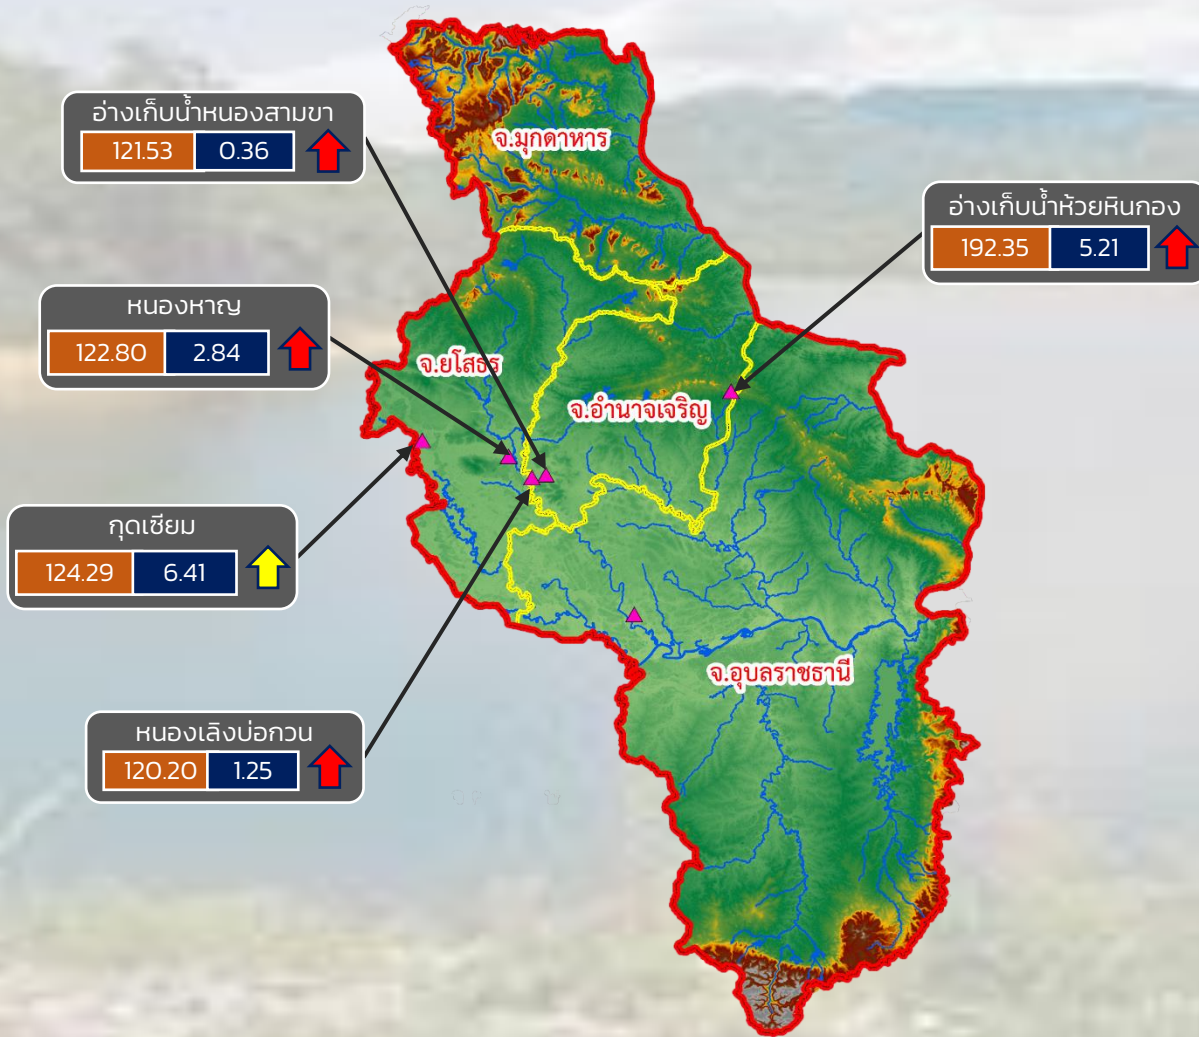 อ่างเก็บน้ำหนองสามขา
121.53 0.36
จ.มุกดาหาร
อ่างเก็บน้ำห้วยหินกอง
192.35 5.21
หนองหาญ
122.80 2.84
จ.ยโสธร
จ.อำนาจเจริญ
กุดเซียม
124.29 6.41
จ.อุบลราชธานี
หนองเลิงบ่อกวน
120.20 1.25